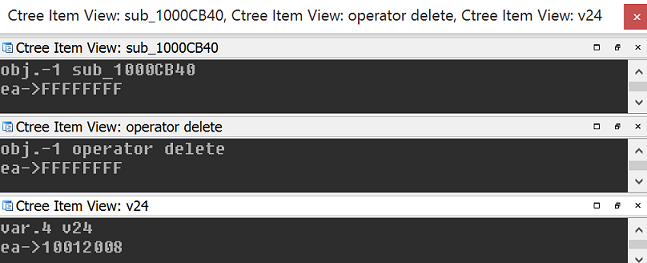 Ctree Item View: sub_1000CB40, Ctree Item View: operator delete, Ctree Item View: v24
Ctree Item View: sub_1000CB40
obj.-1 sub_1000CB40
ea->FFFFFFFF
Ctree Item View: operator delete
obj.-1 operator delete
ea->FFFFFFFF
Ctree Item View: v24
var.4 v24
ea->10012008